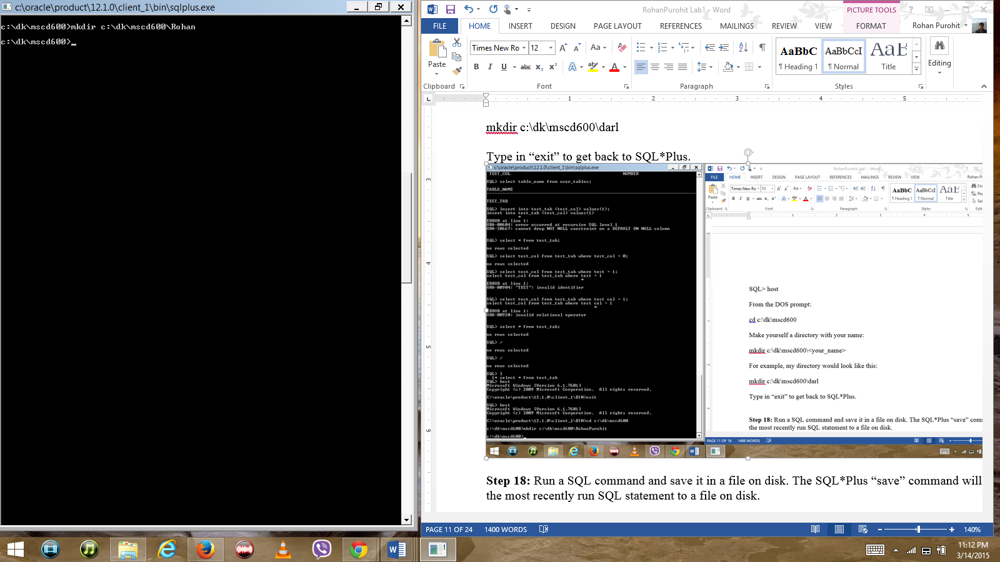 c:\oracle\product\12.1.0\client_1\bin\sqlplus.exe
c:\dk\mscd600>mkdir c:\dk\mscd600\Rohan
c:\dk\mscd600>_
RohanPurohit Lab1 - Word
PICTURE TOOLS
FILE HOME INSERT DESIGN PAGE LAYOUT REFERENCES MAILINGS REVIEW VIEW FORMAT Rohan Purohit
Paste
Times New Ro 12
AaBbC AaBbCcI AaB
¶ Heading 1 ¶ Normal Title
Editing
Clipboard Font Paragraph Styles
1 2 3 4 5
mkdir c:\dk\mscd600\darl
Type in “exit” to get back to SQL*Plus.
c:\oracle\product\12.1.0\client_1\bin\sqlplus.exe
TEST_COL NUMBER
SQL> select table_name from user_tables;
TABLE_NAME
TEST_TAB
SQL> insert into test_tab (test_col) values(1);
insert into test_tab (test_col) values(1)
*
ERROR at line 1:
ORA-00604: error occurred at recursive SQL level 1
ORA-30667: cannot drop NOT NULL constraint on a DEFAULT ON NULL column
SQL> select * from test_tab;
no rows selected
SQL> select test_col from test_tab where test_col = 0;
no rows selected
SQL> select test_col from test_tab where test = 1;
select test_col from test_tab where test = 1
*
ERROR at line 1:
ORA-00904: "TEST": invalid identifier
SQL> select test_col from test_tab where test col = 1;
select test_col from test_tab where test col = 1
*
ERROR at line 1:
ORA-00920: invalid relational operator
SQL> select * from test_tab;
no rows selected
SQL> /
no rows selected
SQL> /
no rows selected
SQL> l
1* select * from test_tab
SQL> host
Microsoft Windows [Version 6.1.7601]
Copyright (c) 2009 Microsoft Corporation. All rights reserved.
C:\oracle\product\12.1.0\client_1\BIN>exit
SQL> host
Microsoft Windows [Version 6.1.7601]
Copyright (c) 2009 Microsoft Corporation. All rights reserved.
C:\oracle\product\12.1.0\client_1\BIN>cd c:\dk\mscd600
c:\dk\mscd600>mkdir c:\dk\mscd600\RohanPurohit
c:\dk\mscd600>_
RohanPurohit Lab1 - Word
FILE HOME INSERT DESIGN PAGE LAYOUT REFERENCES MAILINGS REVIEW VIEW Rohan P
Paste
Times New Ro 11
AaBbC AaBbCcI AaB
¶ Heading 1 ¶ Normal Title
Clipboard Font Paragraph Styles
SQL> host
From the DOS prompt:
cd c:\dk\mscd600
Make yourself a directory with your name:
mkdir c:\dk\mscd600\<your_name>
For example, my directory would look like this:
mkdir c:\dk\mscd600\darl
Type in “exit” to get back to SQL*Plus.
Step 18: Run a SQL command and save it in a file on disk. The SQL*Plus “save” com
the most recently run SQL statement to a file on disk.
PAGE 11 OF 16 1408 WORDS
Step 18: Run a SQL command and save it in a file on disk. The SQL*Plus “save” command will
the most recently run SQL statement to a file on disk.
PAGE 11 OF 24 1400 WORDS 140%
11:12 PM
3/14/2015